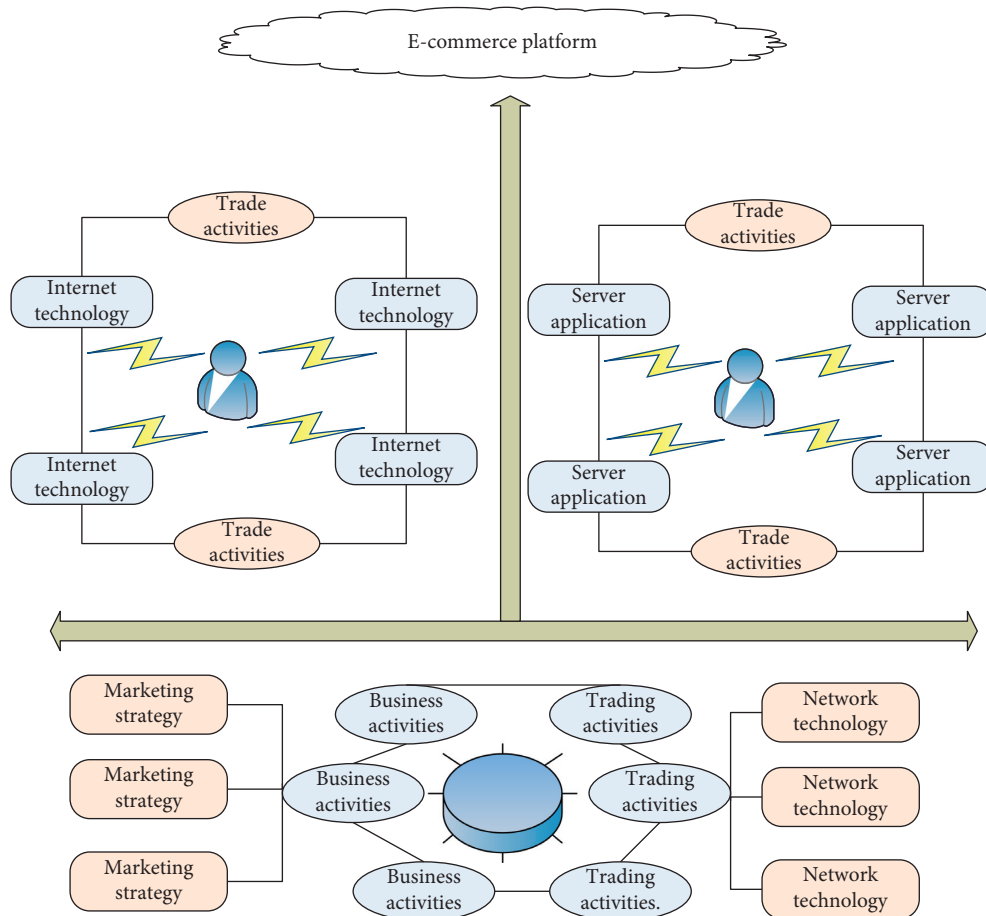 E-commerce platform
Trade
activities
Internet
technology
Internet
technology
Internet
technology
Internet
technology
Trade
activities
Trade
activities
Server
application
Server
application
Server
application
Server
application
Trade
activities
Marketing
strategy
Marketing
strategy
Marketing
strategy
Business
activities
Business
activities
Business
activities
Trading
activities
Trading
activities
Trading
activities.
Network
technology
Network
technology
Network
technology